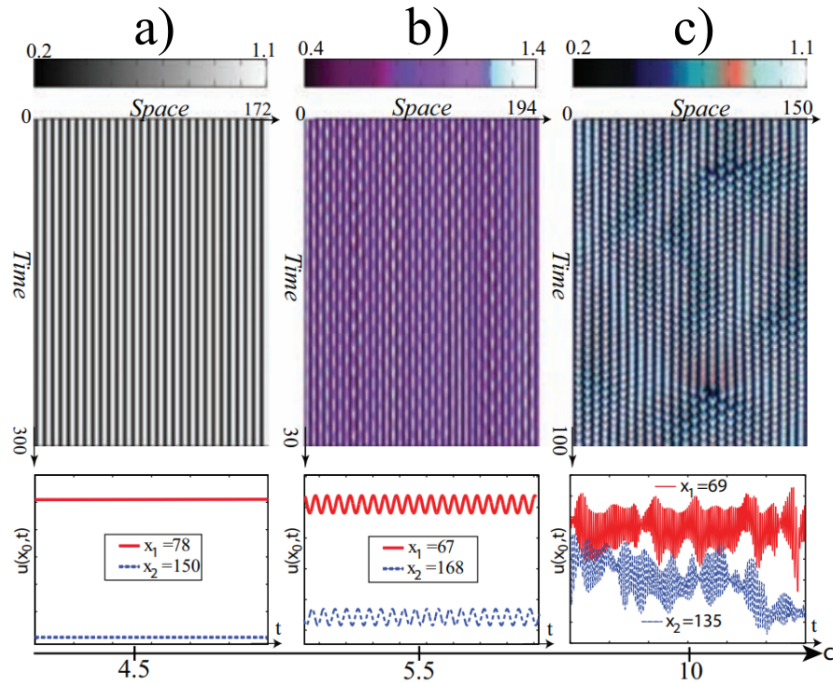 a) b) c)
0.2 1.1 0.4 1.4 0.2 1.1
0 Space 172 0 Space 194 0 Space 150
Time Time Time
300 30 100
u(x₀,t) x₁=78 x₂=150 t
u(x₀,t) x₁=67 x₂=168 t
u(x₀,t) x₁=69 x₂=135 t
4.5 5.5 10